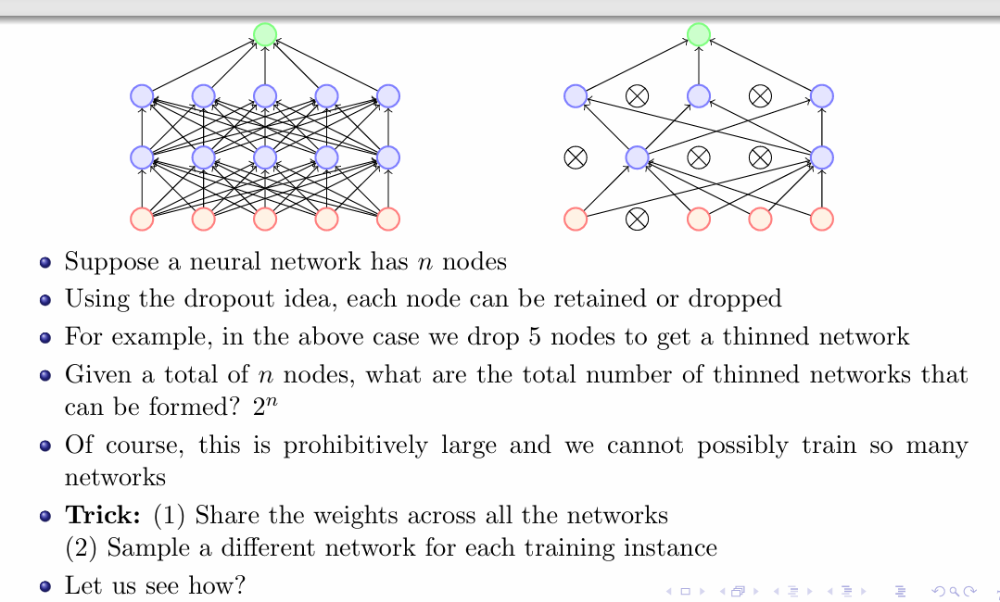 Suppose a neural network has n nodes
Using the dropout idea, each node can be retained or dropped
For example, in the above case we drop 5 nodes to get a thinned network
Given a total of n nodes, what are the total number of thinned networks that
can be formed? 2ⁿ
Of course, this is prohibitively large and we cannot possibly train so many
networks
Trick: (1) Share the weights across all the networks
(2) Sample a different network for each training instance
Let us see how?